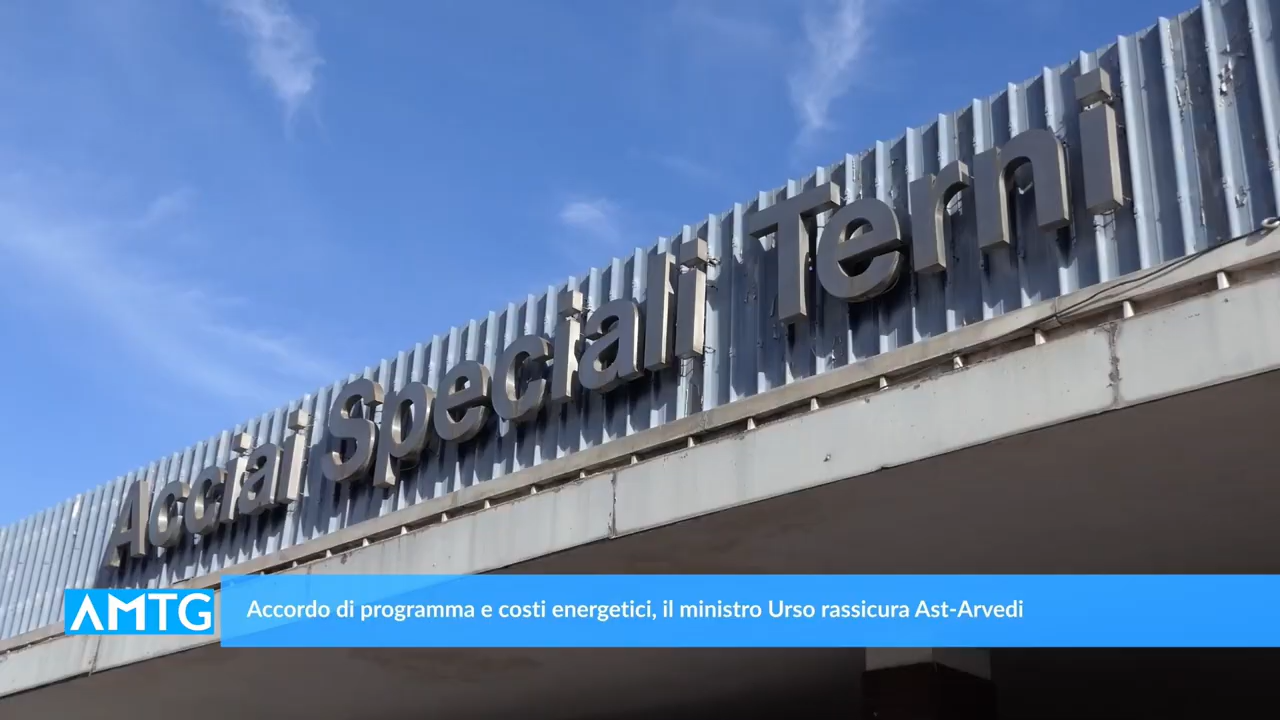 Acciai Speciali Terni
AMTG
Accordo di programma e costi energetici, il ministro Urso rassicura Ast-Arvedi